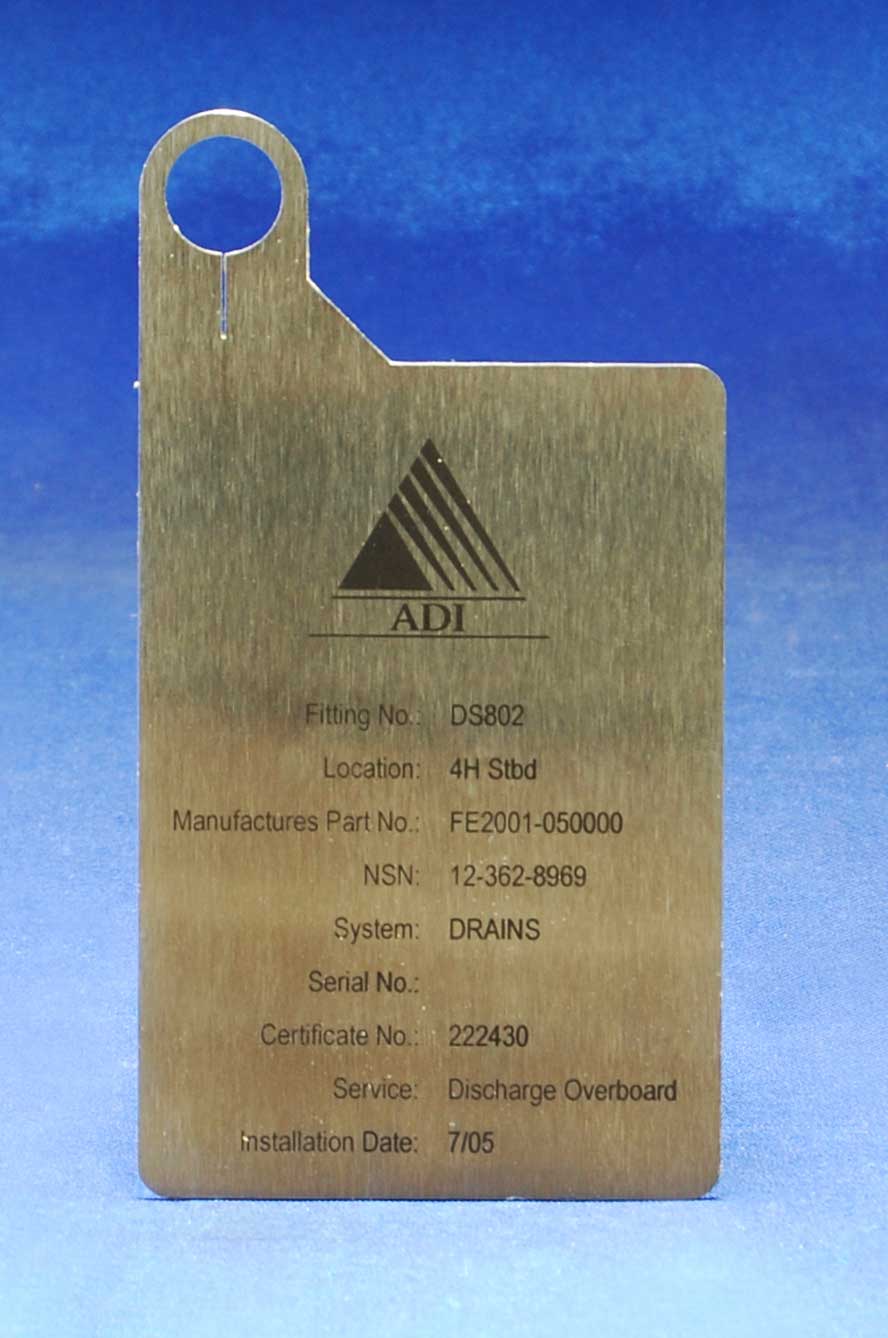 ADI
Fitting No.: DS802
Location: 4H Stbd
Manufactures Part No.: FE2001-050000
NSN: 12-362-8969
System: DRAINS
Serial No.:
Certificate No.: 222430
Service: Discharge Overboard
Installation Date: 7/05